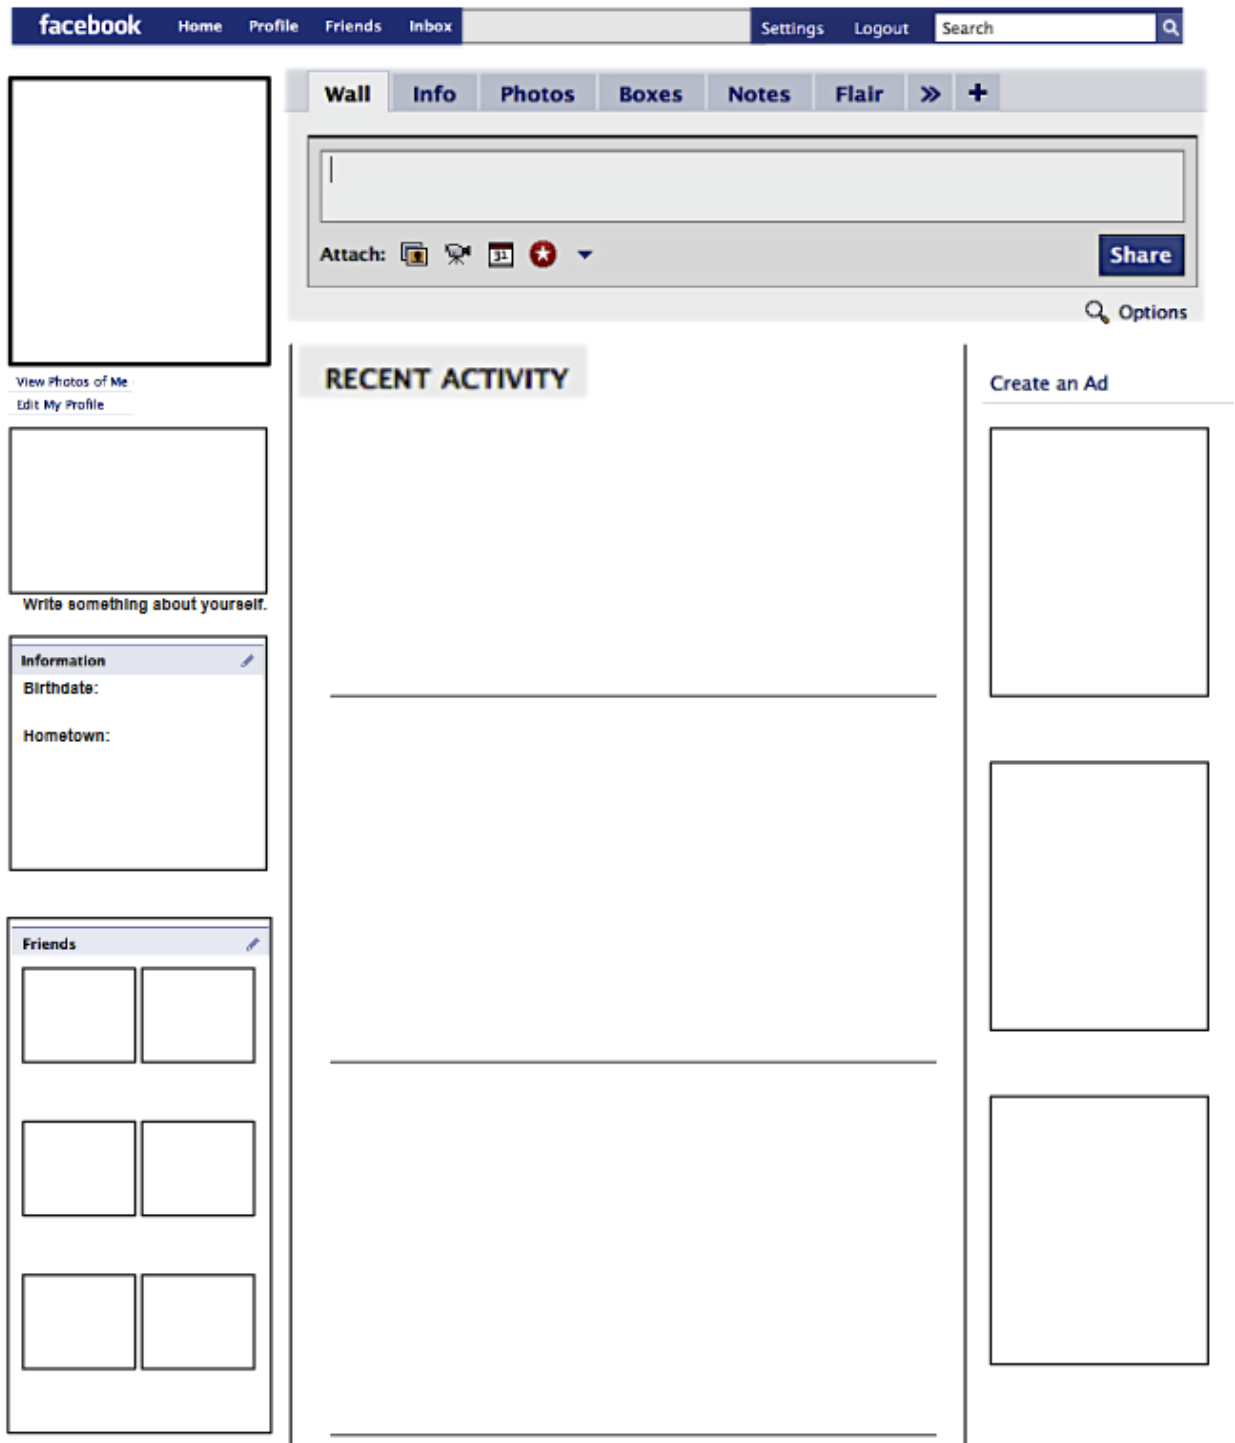 facebook Home Profile Friends Inbox Settings Logout Search
Wall Info Photos Boxes Notes Flair » +
Attach: 31 Share
Options
View Photos of Me
Edit My Profile
Write something about yourself.
Information
Birthdate:
Hometown:
Friends
RECENT ACTIVITY
Create an Ad